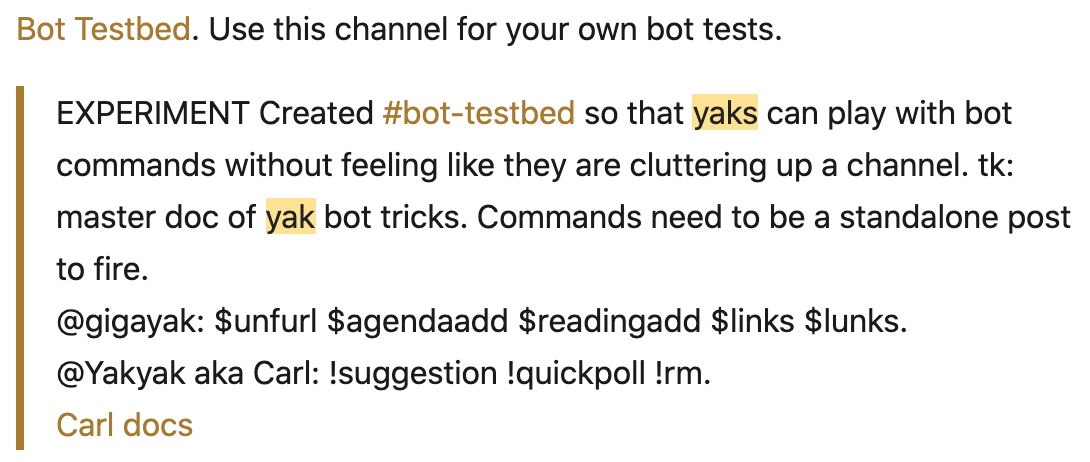 Bot Testbed. Use this channel for your own bot tests.
EXPERIMENT Created #bot-testbed so that yaks can play with bot
commands without feeling like they are cluttering up a channel. tk:
master doc of yak bot tricks. Commands need to be a standalone post
to fire.
@gigayak: $unfurl $agendaadd $readingadd $links $lunks.
@Yakyak aka Carl: !suggestion !quickpoll !rm.
Carl docs